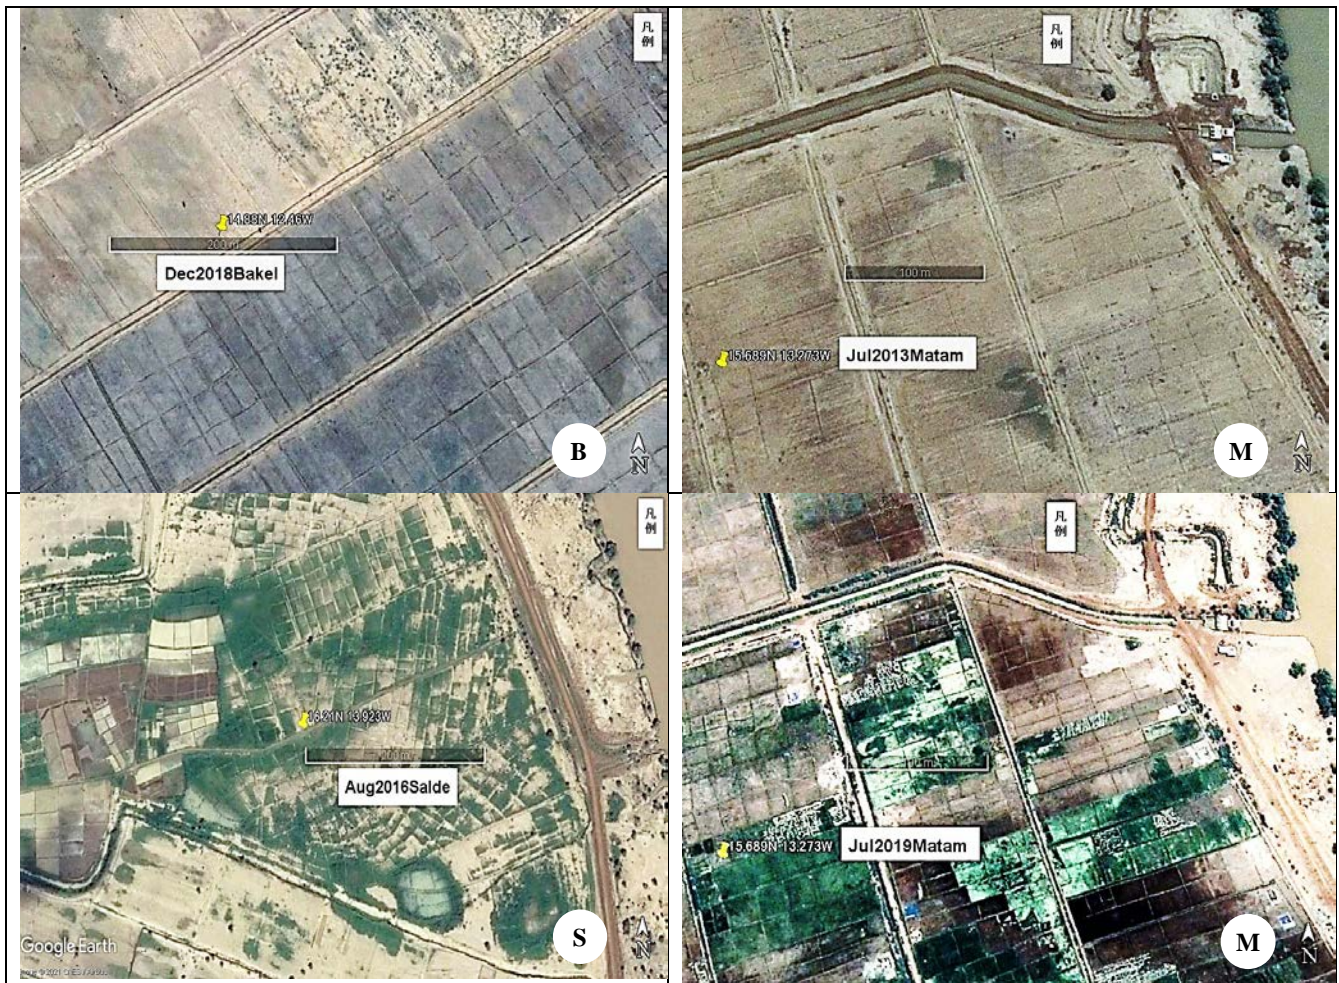 凡
例
14.88N 12.46W
200 m
Dec2018Bakel
B
N
凡
例
100 m
15.689N 13.273W
Jul2013Matam
M
N
凡
例
16.21N 13.923W
Aug2016Salde
Google Earth
S
N
凡
例
100 m
15.689N 13.273W
Jul2019Matam
M
N